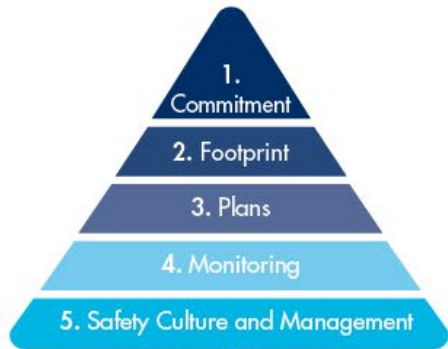 1.
Commitment
2. Footprint
3. Plans
4. Monitoring
5. Safety Culture and Management